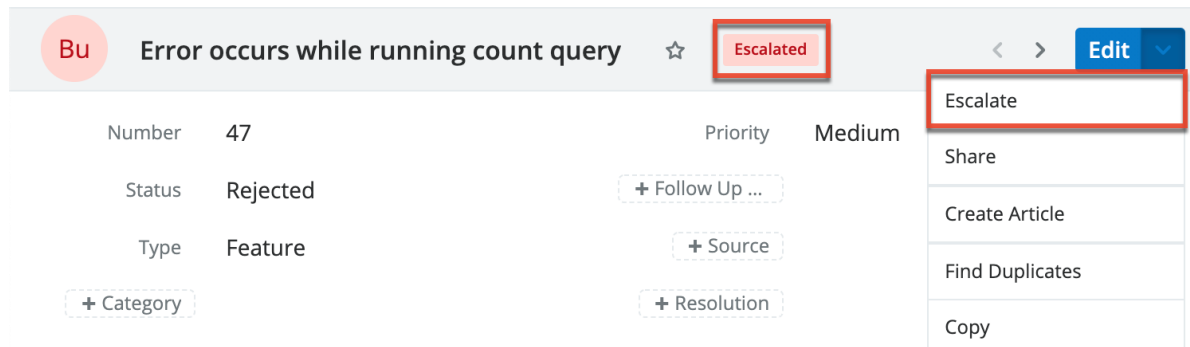 Bu Error occurs while running count query Escalated Edit
Escalate
Number 47 Priority Medium
Share
Status Rejected + Follow Up ...
Create Article
Type Feature + Source
Find Duplicates
+ Category + Resolution
Copy